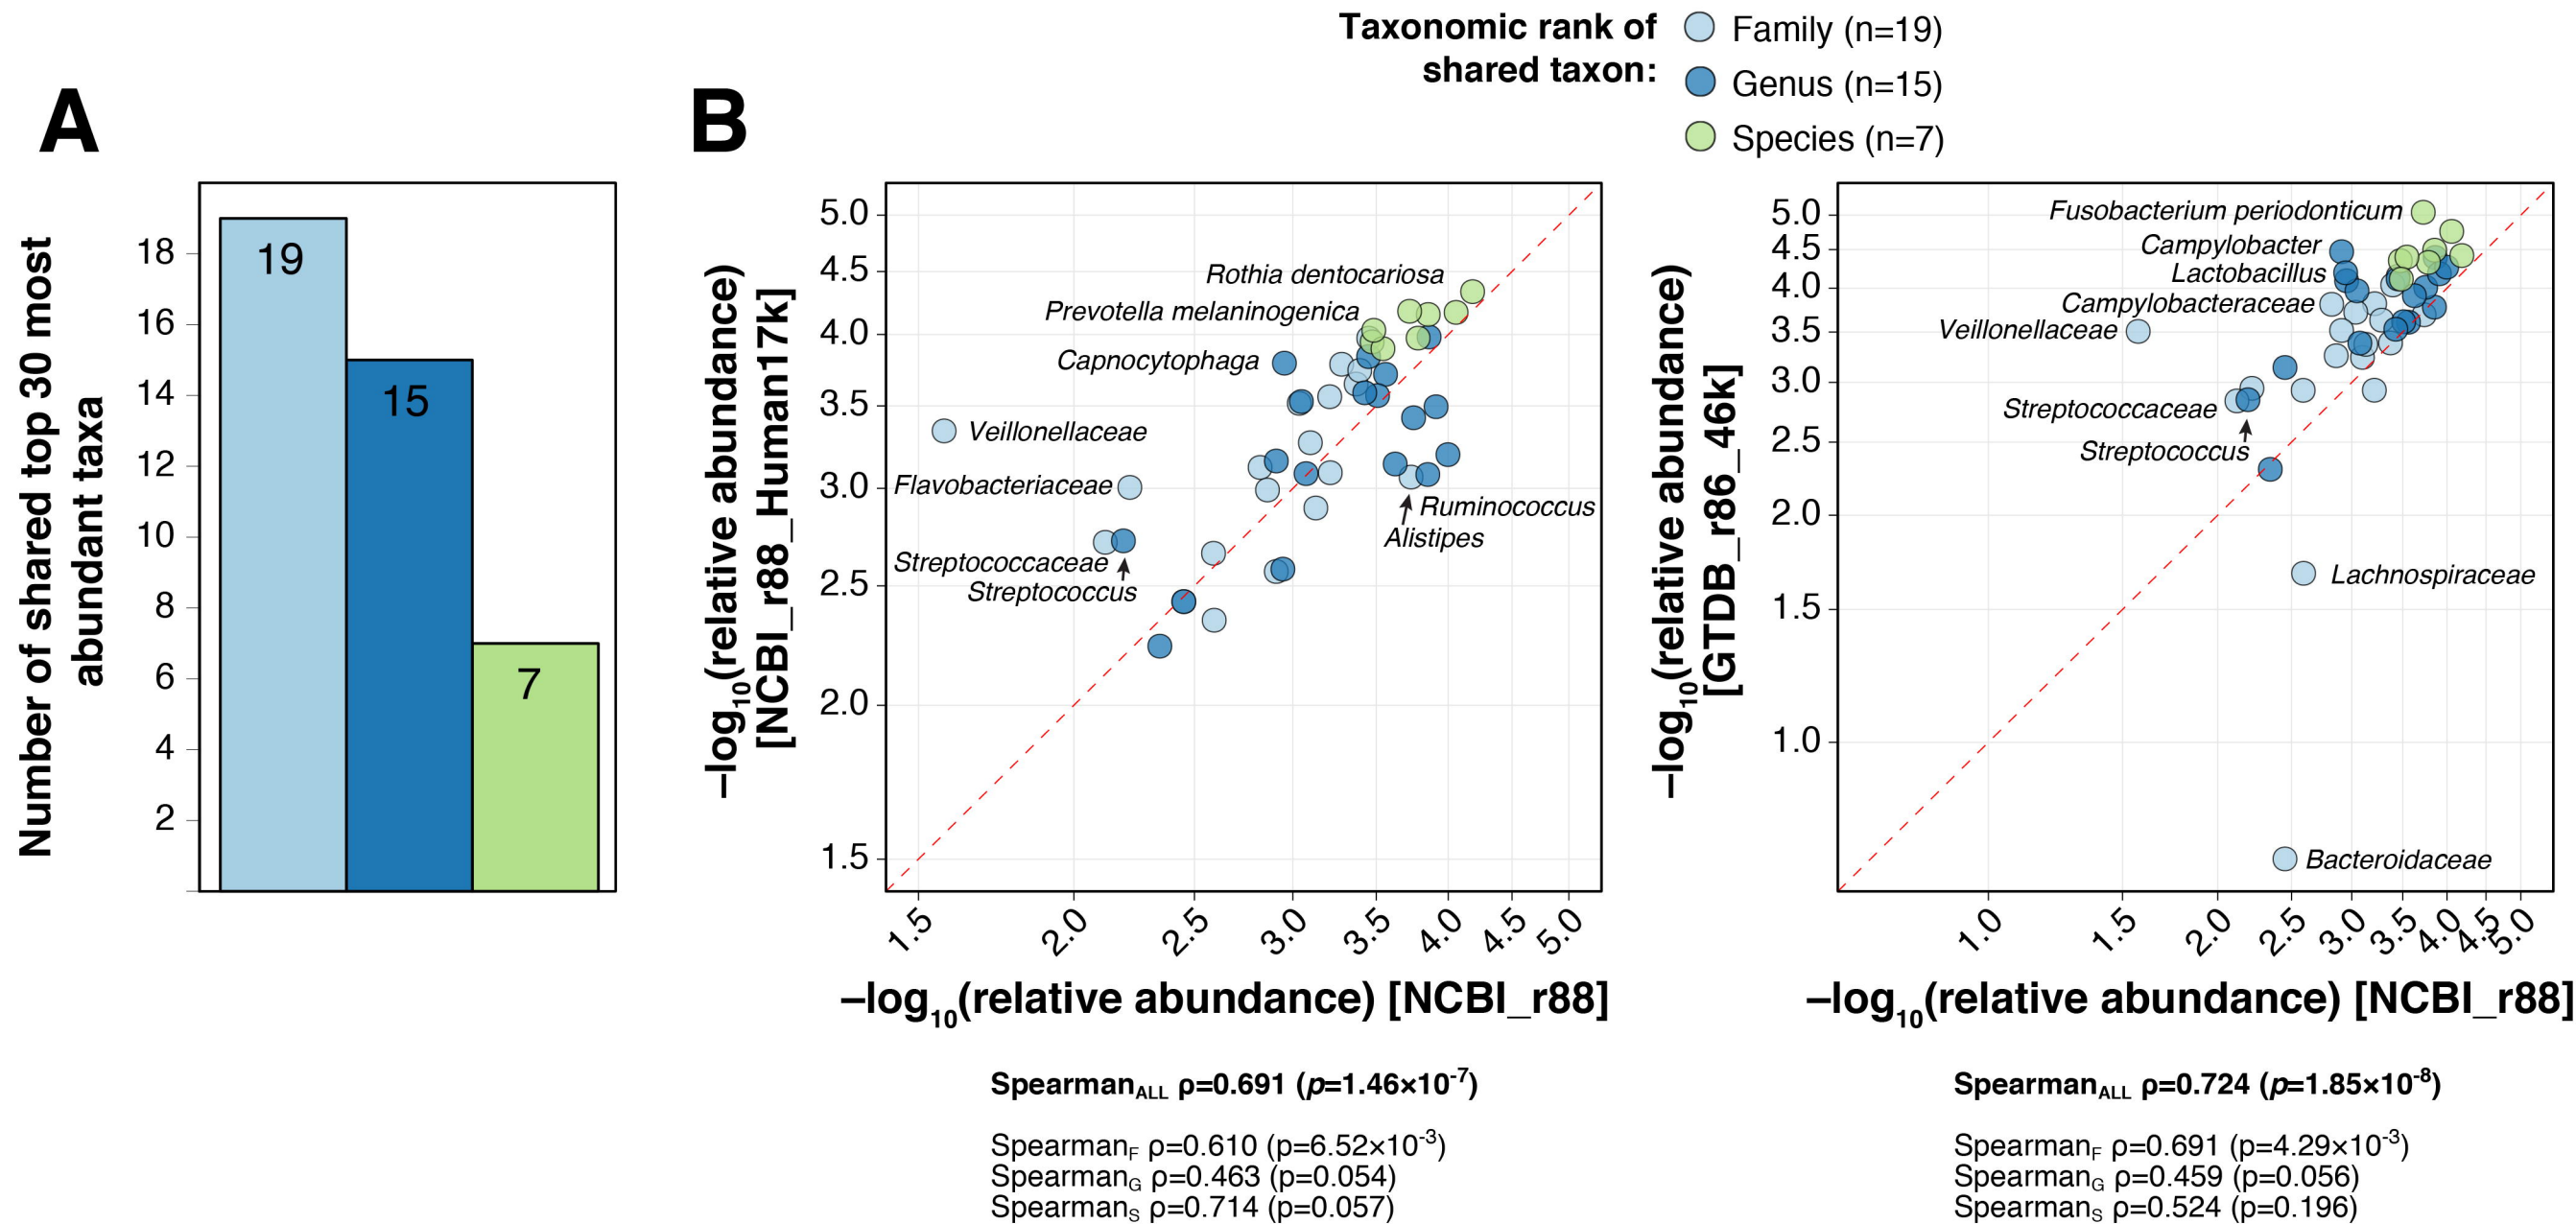 Taxonomic rank of
shared taxon:
Family (n=19)
Genus (n=15)
Species (n=7)
A
Number of shared top 30 most
abundant taxa
18
16
14
12
10
8
6
4
2
19
15
7
B
–log10(relative abundance)
[NCBI_r88_Human17k]
5.0
4.5
4.0
3.5
3.0
2.5
2.0
1.5
Rothia dentocariosa
Prevotella melaninogenica
Capnocytophaga
Veillonellaceae
Flavobacteriaceae
Streptococcaceae
Streptococcus
Ruminococcus
Alistipes
1.5
2.0
2.5
3.0
3.5
4.0
4.5
5.0
–log10(relative abundance) [NCBI_r88]
SpearmanALL ρ=0.691 (p=1.46×10-7)
SpearmanF ρ=0.610 (p=6.52×10-3)
SpearmanG ρ=0.463 (p=0.054)
SpearmanS ρ=0.714 (p=0.057)
–log10(relative abundance)
[GTDB_r86_46k]
5.0
4.5
4.0
3.5
3.0
2.5
2.0
1.5
1.0
Fusobacterium periodonticum
Campylobacter
Lactobacillus
Campylobacteraceae
Veillonellaceae
Streptococcaceae
Streptococcus
Lachnospiraceae
Bacteroidaceae
1.0
1.5
2.0
2.5
3.0
3.5
4.0
4.5
5.0
–log10(relative abundance) [NCBI_r88]
SpearmanALL ρ=0.724 (p=1.85×10-8)
SpearmanF ρ=0.691 (p=4.29×10-3)
SpearmanG ρ=0.459 (p=0.056)
SpearmanS ρ=0.524 (p=0.196)